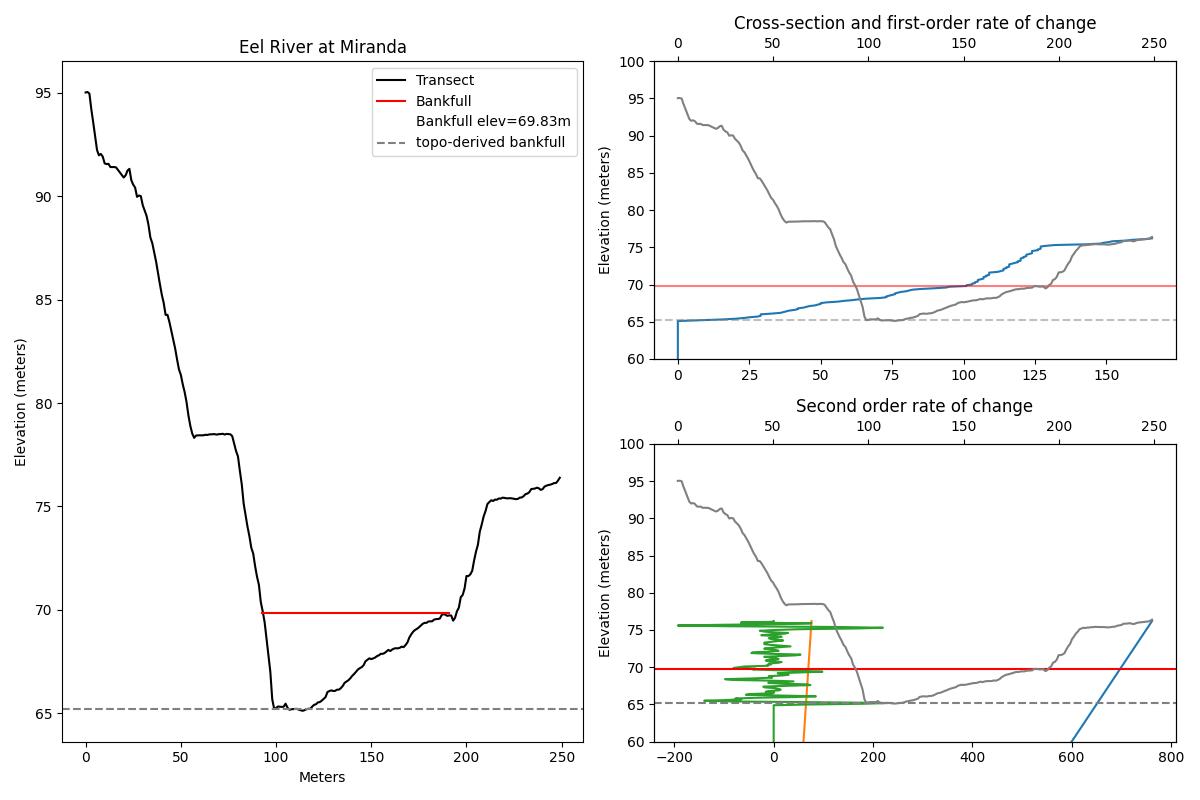 Eel River at Miranda
Transect
Bankfull
Bankfull elev=69.83m
topo-derived bankfull
95
90
85
80
75
70
65
Elevation (meters)
0 50 100 150 200 250
Meters
Cross-section and first-order rate of change
0 50 100 150 200 250
100
95
90
85
80
75
70
65
60
Elevation (meters)
0 25 50 75 100 125 150
Second order rate of change
0 50 100 150 200 250
100
95
90
85
80
75
70
65
60
Elevation (meters)
−200 0 200 400 600 800